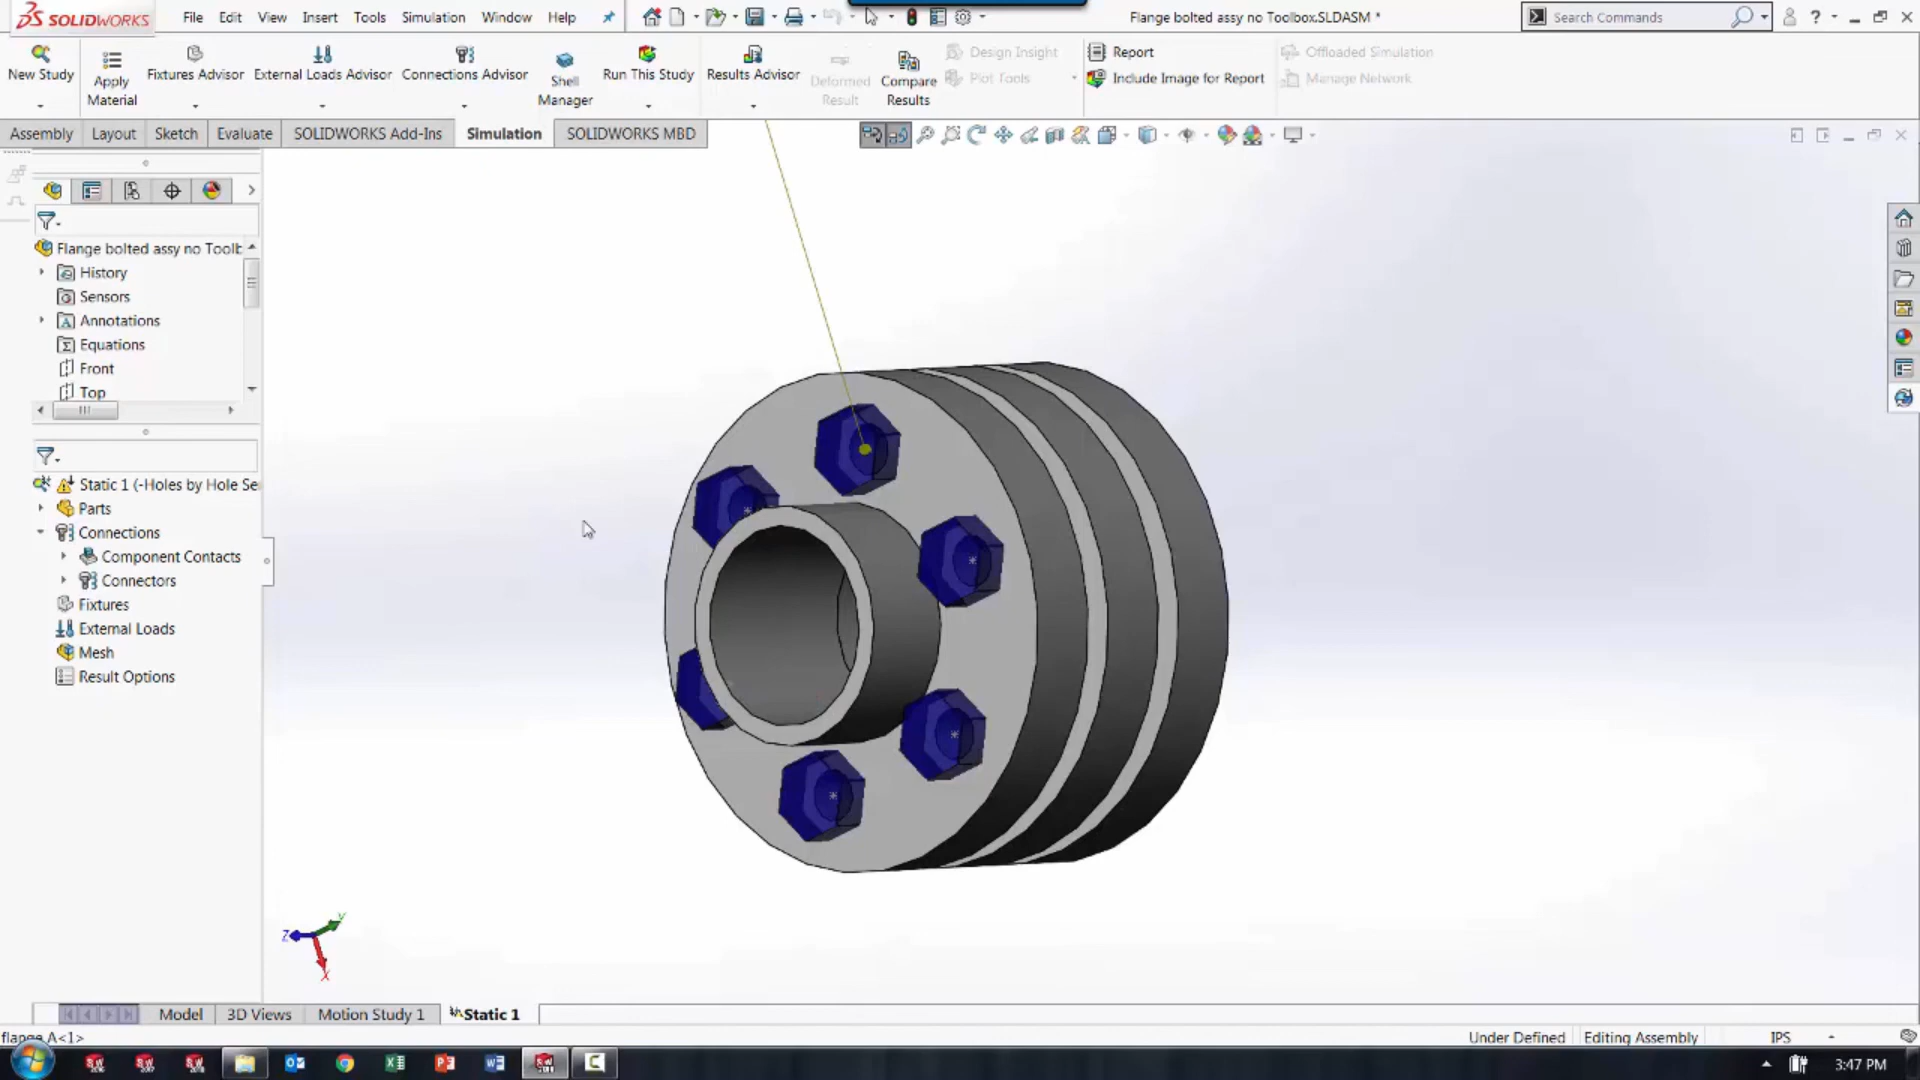 SOLIDWORKS File Edit View Insert Tools Simulation Window Help Flange bolted assy no Toolbox.SLDASM * Search Commands ?
New Study
Apply Material
Fixtures Advisor
External Loads Advisor
Connections Advisor
Shell Manager
Run This Study
Results Advisor
Deformed Result
Compare Results
Design Insight
Plot Tools
Report
Include Image for Report
Offloaded Simulation
Manage Network
Assembly Layout Sketch Evaluate SOLIDWORKS Add-Ins Simulation SOLIDWORKS MBD
Flange bolted assy no Toolb
History
Sensors
Annotations
Equations
Front
Top
Static 1 (-Holes by Hole Se
Parts
Connections
Component Contacts
Connectors
Fixtures
External Loads
Mesh
Result Options
Z Y X
Model 3D Views Motion Study 1 Static 1
flange A<1> Under Defined Editing Assembly IPS
3:47 PM